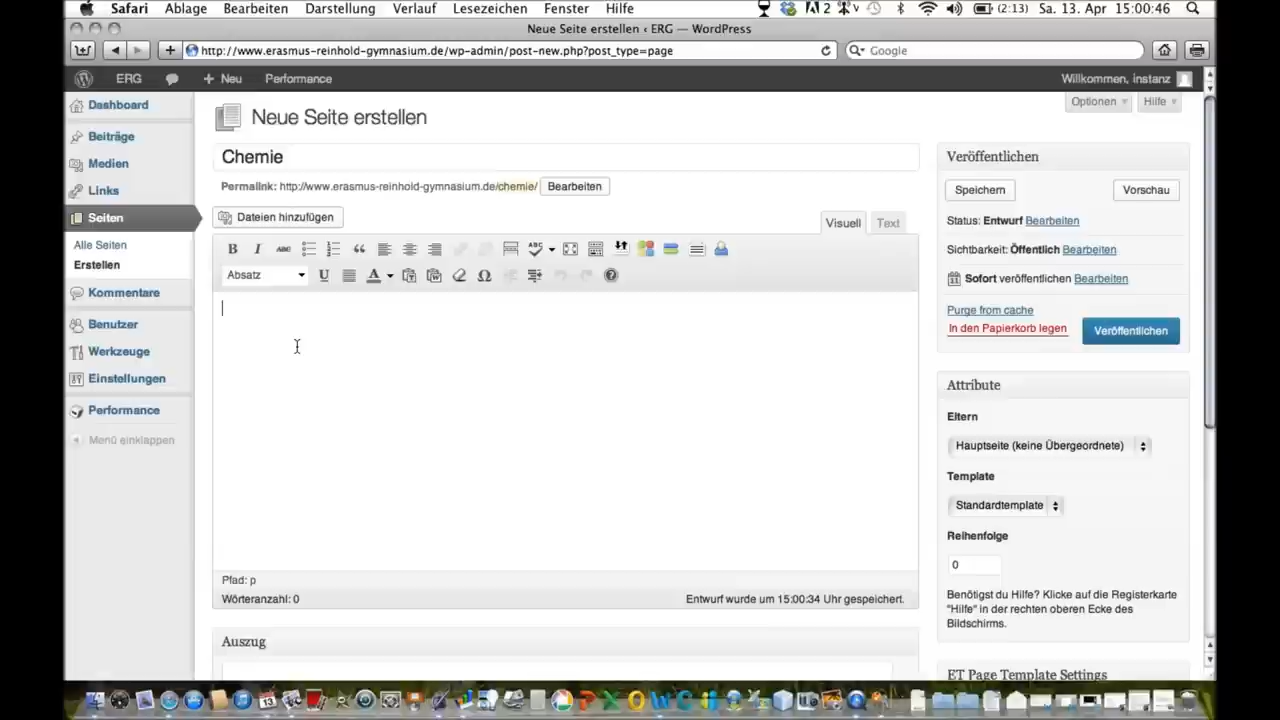 Safari Ablage Bearbeiten Darstellung Verlauf Lesezeichen Fenster Hilfe 2 (2:13) Sa. 13. Apr 15:00:46
Neue Seite erstellen ‹ ERG — WordPress
http://www.erasmus-reinhold-gymnasium.de/wp-admin/post-new.php?post_type=page Google
ERG + Neu Performance Willkommen, instanz
Optionen Hilfe
Dashboard
Beiträge
Medien
Links
Seiten
Alle Seiten
Erstellen
Kommentare
Benutzer
Werkzeuge
Einstellungen
Performance
Menü einklappen
Neue Seite erstellen
Chemie
Permalink: http://www.erasmus-reinhold-gymnasium.de/chemie/ Bearbeiten
Dateien hinzufügen
Visuell Text
B I ABC ABC
Absatz U A Ω
Pfad: p
Wörteranzahl: 0 Entwurf wurde um 15:00:34 Uhr gespeichert.
Auszug
Veröffentlichen
Speichern Vorschau
Status: Entwurf Bearbeiten
Sichtbarkeit: Öffentlich Bearbeiten
Sofort veröffentlichen Bearbeiten
Purge from cache
In den Papierkorb legen Veröffentlichen
Attribute
Eltern
Hauptseite (keine Übergeordnete)
Template
Standardtemplate
Reihenfolge
0
Benötigst du Hilfe? Klicke auf die Registerkarte
"Hilfe" in der rechten oberen Ecke des
Bildschirms.
ET Page Template Settings